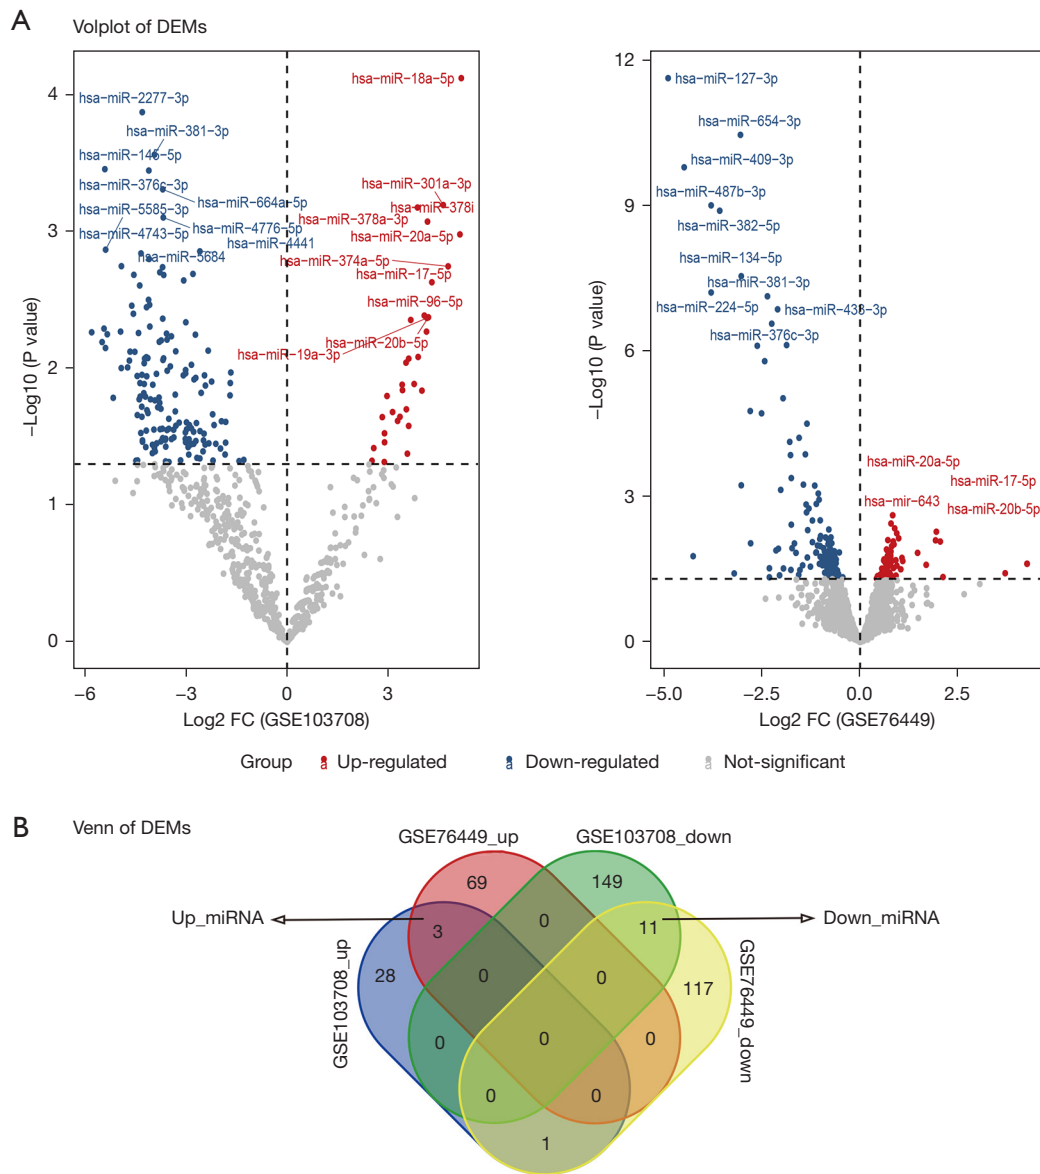 A
Volplot of DEMs
−Log10 (P value)
4
3
2
1
0
hsa−miR−18a−5p
hsa−miR−2277−3p
hsa−miR−381−3p
hsa−miR−145−5p
hsa−miR−376c−3p
hsa−miR−301a−3p
hsa−miR−664a−5p
hsa−miR−378i
hsa−miR−5585−3p
hsa−miR−378a−3p
hsa−miR−4776−5p
hsa−miR−4743−5p
hsa−miR−20a−5p
hsa−miR−4441
hsa−miR−5684
hsa−miR−374a−5p
hsa−miR−17−5p
hsa−miR−96−5p
hsa−miR−20b−5p
hsa−miR−19a−3p
−6
−3
0
3
Log2 FC (GSE103708)
−Log10 (P value)
12
9
6
3
0
hsa−miR−127−3p
hsa−miR−654−3p
hsa−miR−409−3p
hsa−miR−487b−3p
hsa−miR−382−5p
hsa−miR−134−5p
hsa−miR−381−3p
hsa−miR−224−5p
hsa−miR−433−3p
hsa−miR−376c−3p
hsa−miR−20a−5p
hsa−miR−17−5p
hsa−mir−643
hsa−miR−20b−5p
−5.0
−2.5
0.0
2.5
Log2 FC (GSE76449)
Group
a Up-regulated
a Down-regulated
a Not-significant
B
Venn of DEMs
GSE76449_up
GSE103708_down
Up_miRNA
Down_miRNA
GSE103708_up
GSE76449_down
69
149
0
3
11
28
0
0
117
0
0
0
0
0
1